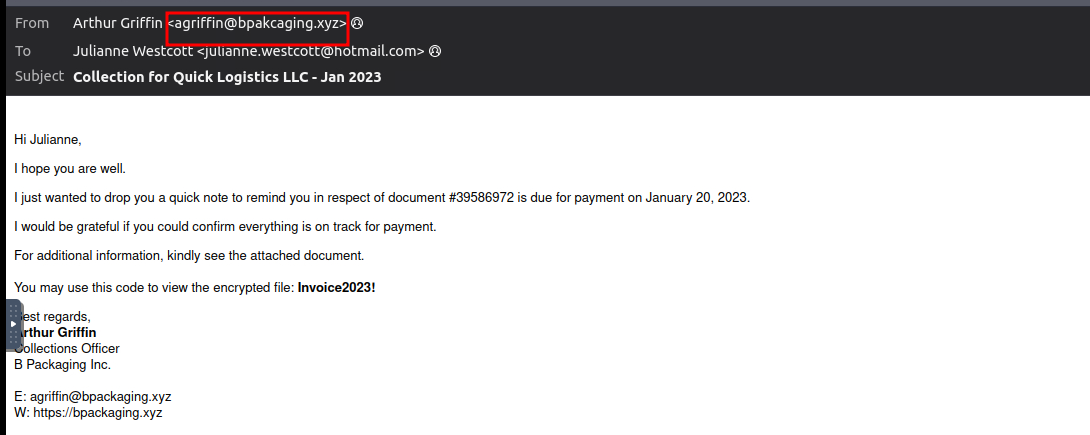 From Arthur Griffin <agriffin@bpakcaging.xyz>
To Julianne Westcott <julianne.westcott@hotmail.com>
Subject Collection for Quick Logistics LLC - Jan 2023
Hi Julianne,
I hope you are well.
I just wanted to drop you a quick note to remind you in respect of document #39586972 is due for payment on January 20, 2023.
I would be grateful if you could confirm everything is on track for payment.
For additional information, kindly see the attached document.
You may use this code to view the encrypted file: Invoice2023!
est regards,
rthur Griffin
Collections Officer
B Packaging Inc.
E: agriffin@bpackaging.xyz
W: https://bpackaging.xyz